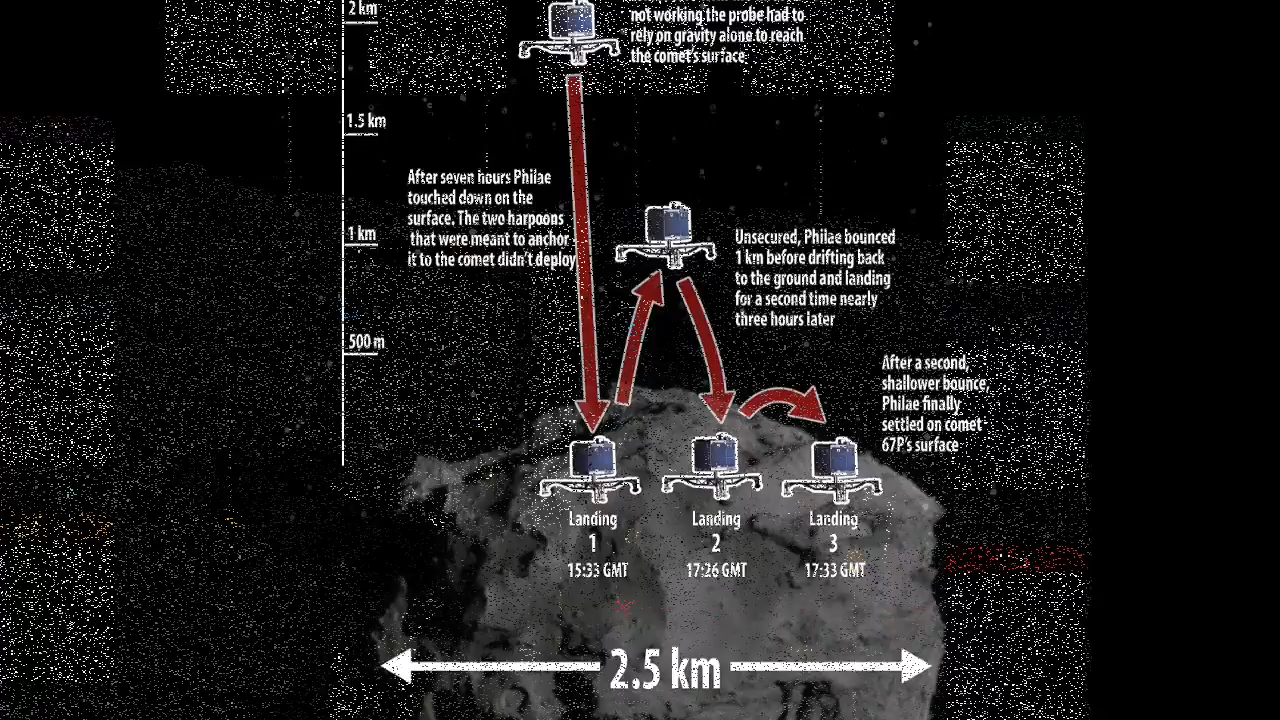 2 km
not working the probe had to
rely on gravity alone to reach
the comet's surface
1.5 km
After seven hours Philae
touched down on the
surface. The two harpoons
that were meant to anchor
it to the comet didn't deploy
1 km
Unsecured, Philae bounced
1 km before drifting back
to the ground and landing
for a second time nearly
three hours later
500 m
After a second,
shallower bounce,
Philae finally
settled on comet
67P's surface
Landing
1
15:33 GMT
Landing
2
17:26 GMT
Landing
3
17:33 GMT
2.5 km